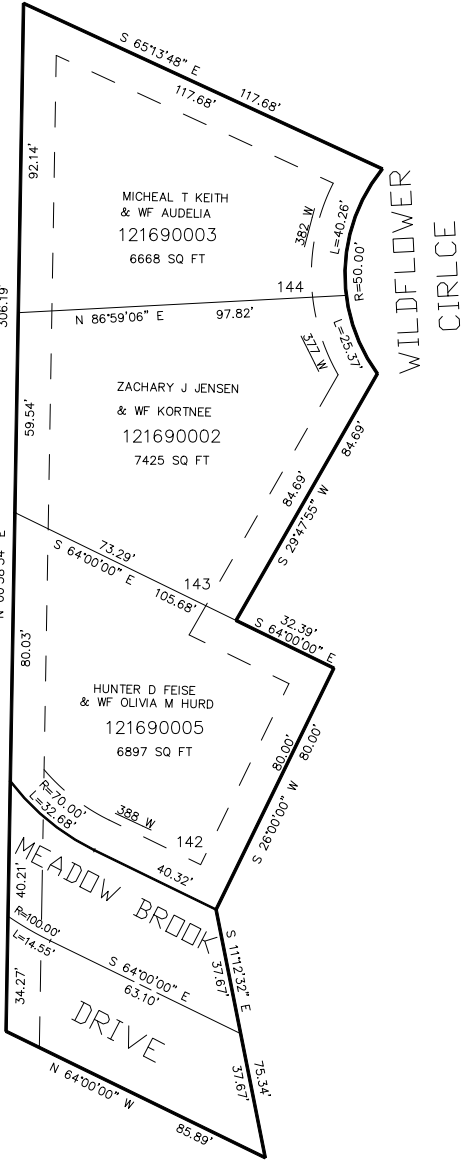 S 65°13'48" E
117.68'
117.68'
92.14'
MICHEAL T KEITH
& WF AUDELIA
121690003
6668 SQ FT
382 W
L=40.26'
R=50.00'
WILDFLOWER
CIRLCE
306.19'
144
N 86°59'06" E
97.82'
L=25.37'
377 W
ZACHARY J JENSEN
& WF KORTNEE
121690002
7425 SQ FT
59.54'
84.69'
84.69'
S 29°47'55" W
73.29'
S 64°00'00" E
105.68'
143
32.39'
S 64°00'00" E
80.03'
HUNTER D FEISE
& WF OLIVIA M HURD
121690005
6897 SQ FT
80.00'
80.00'
S 26°00'00" W
R=70.00'
L=32.68'
388 W
142
40.32'
MEADOW BROOK
DRIVE
40.21'
R=100.00'
L=14.55'
S 64°00'00" E
63.10'
S 11°12'32" E
37.67'
34.27'
37.67'
75.34'
N 64°00'00" W
85.89'